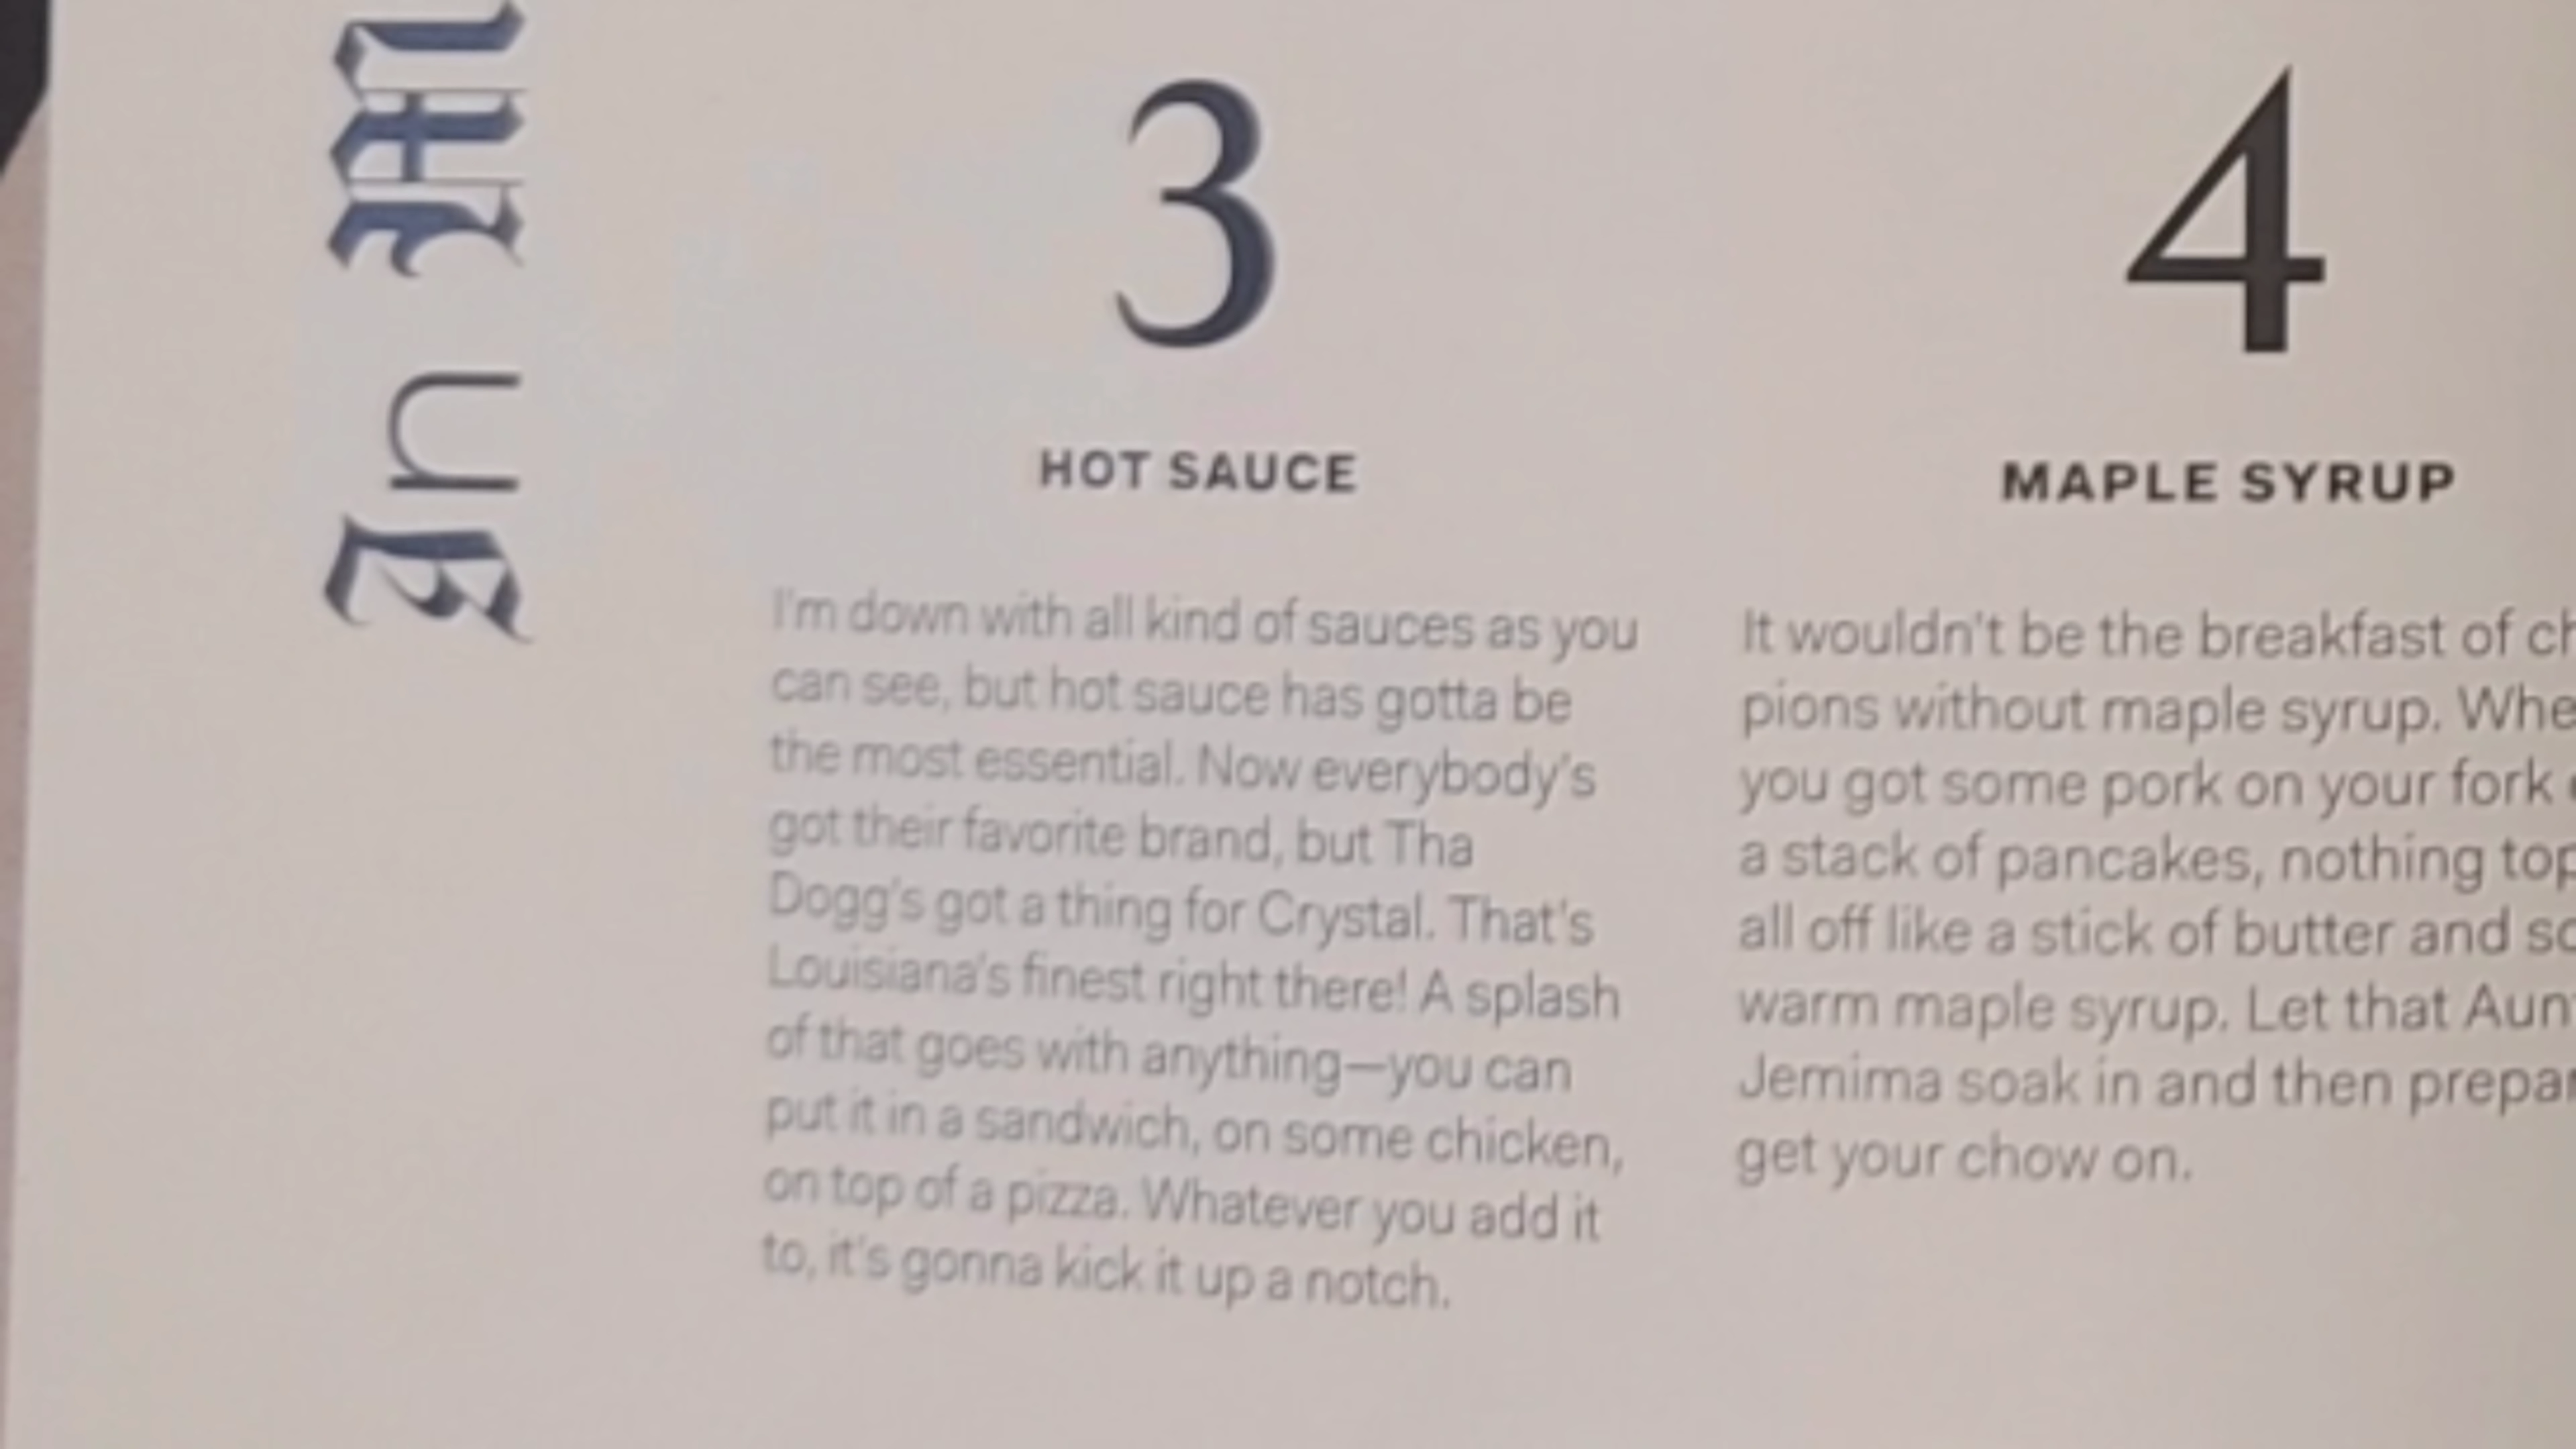 3
HOT SAUCE
I'm down with all kind of sauces as you
can see, but hot sauce has gotta be
the most essential. Now everybody's
got their favorite brand, but Tha
Dogg's got a thing for Crystal. That's
Louisiana's finest right there! A splash
of that goes with anything—you can
put it in a sandwich, on some chicken,
on top of a pizza. Whatever you add it
to, it's gonna kick it up a notch.
4
MAPLE SYRUP
It wouldn't be the breakfast of
pions without maple syrup.
you got some pork on your fork
a stack of pancakes, nothing
all off like a stick of butter and
warm maple syrup. Let that
Jemima soak in and then
get your chow on.